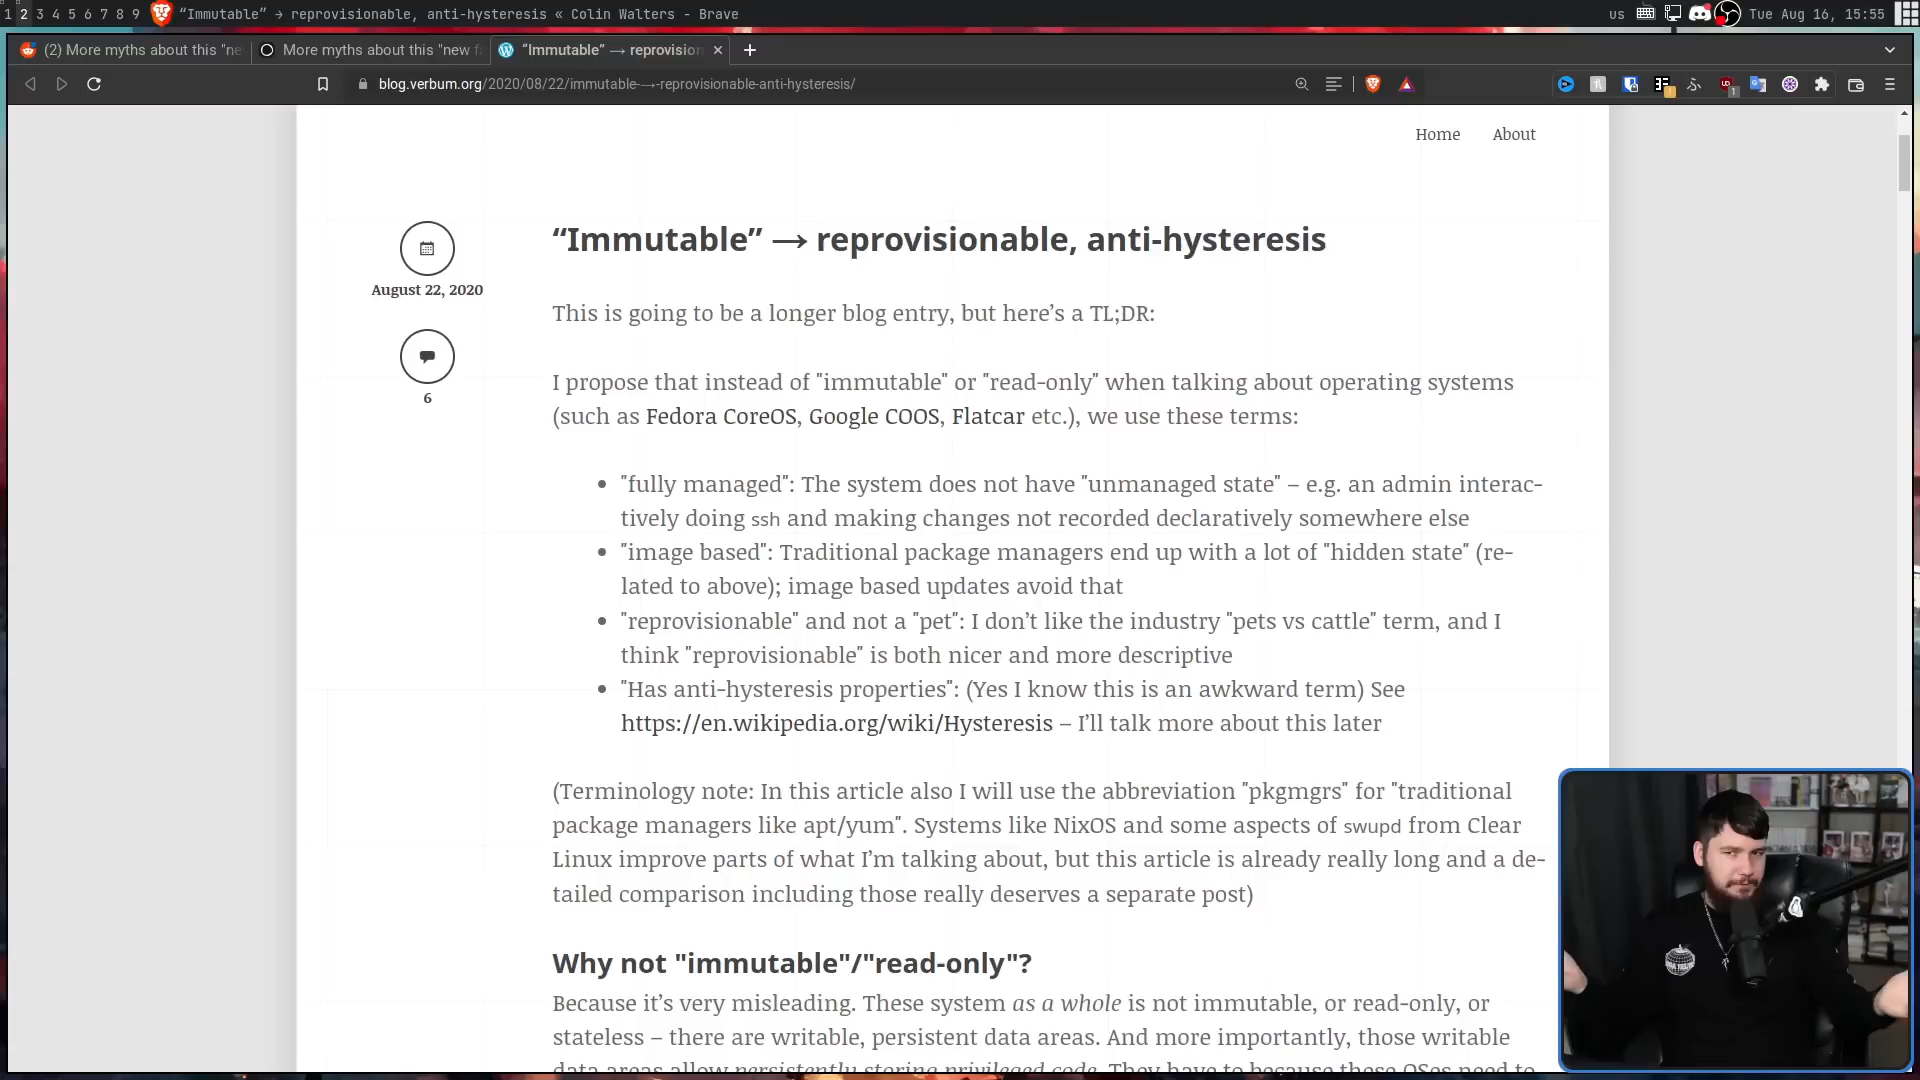 1 2 3 4 5 6 7 8 9 “Immutable” → reprovisionable, anti-hysteresis « Colin Walters - Brave
us
Tue Aug 16, 15:55
(2) More myths about this "ne
More myths about this "new f
“Immutable” → reprovision
blog.verbum.org/2020/08/22/immutable-→-reprovisionable-anti-hysteresis/
Home About
August 22, 2020
6
“Immutable” → reprovisionable, anti-hysteresis
This is going to be a longer blog entry, but here’s a TL;DR:
I propose that instead of "immutable" or "read-only" when talking about operating systems
(such as Fedora CoreOS, Google COOS, Flatcar etc.), we use these terms:
• "fully managed": The system does not have "unmanaged state" – e.g. an admin interac-
tively doing ssh and making changes not recorded declaratively somewhere else
• "image based": Traditional package managers end up with a lot of "hidden state" (re-
lated to above); image based updates avoid that
• "reprovisionable" and not a "pet": I don’t like the industry "pets vs cattle" term, and I
think "reprovisionable" is both nicer and more descriptive
• "Has anti-hysteresis properties": (Yes I know this is an awkward term) See
https://en.wikipedia.org/wiki/Hysteresis – I’ll talk more about this later
(Terminology note: In this article also I will use the abbreviation "pkgmgrs" for "traditional
package managers like apt/yum". Systems like NixOS and some aspects of swupd from Clear
Linux improve parts of what I’m talking about, but this article is already really long and a de-
tailed comparison including those really deserves a separate post)
Why not "immutable"/"read-only"?
Because it’s very misleading. These system as a whole is not immutable, or read-only, or
stateless – there are writable, persistent data areas. And more importantly, those writable
data areas allow persistently storing privileged code. They have to because these OSes need to